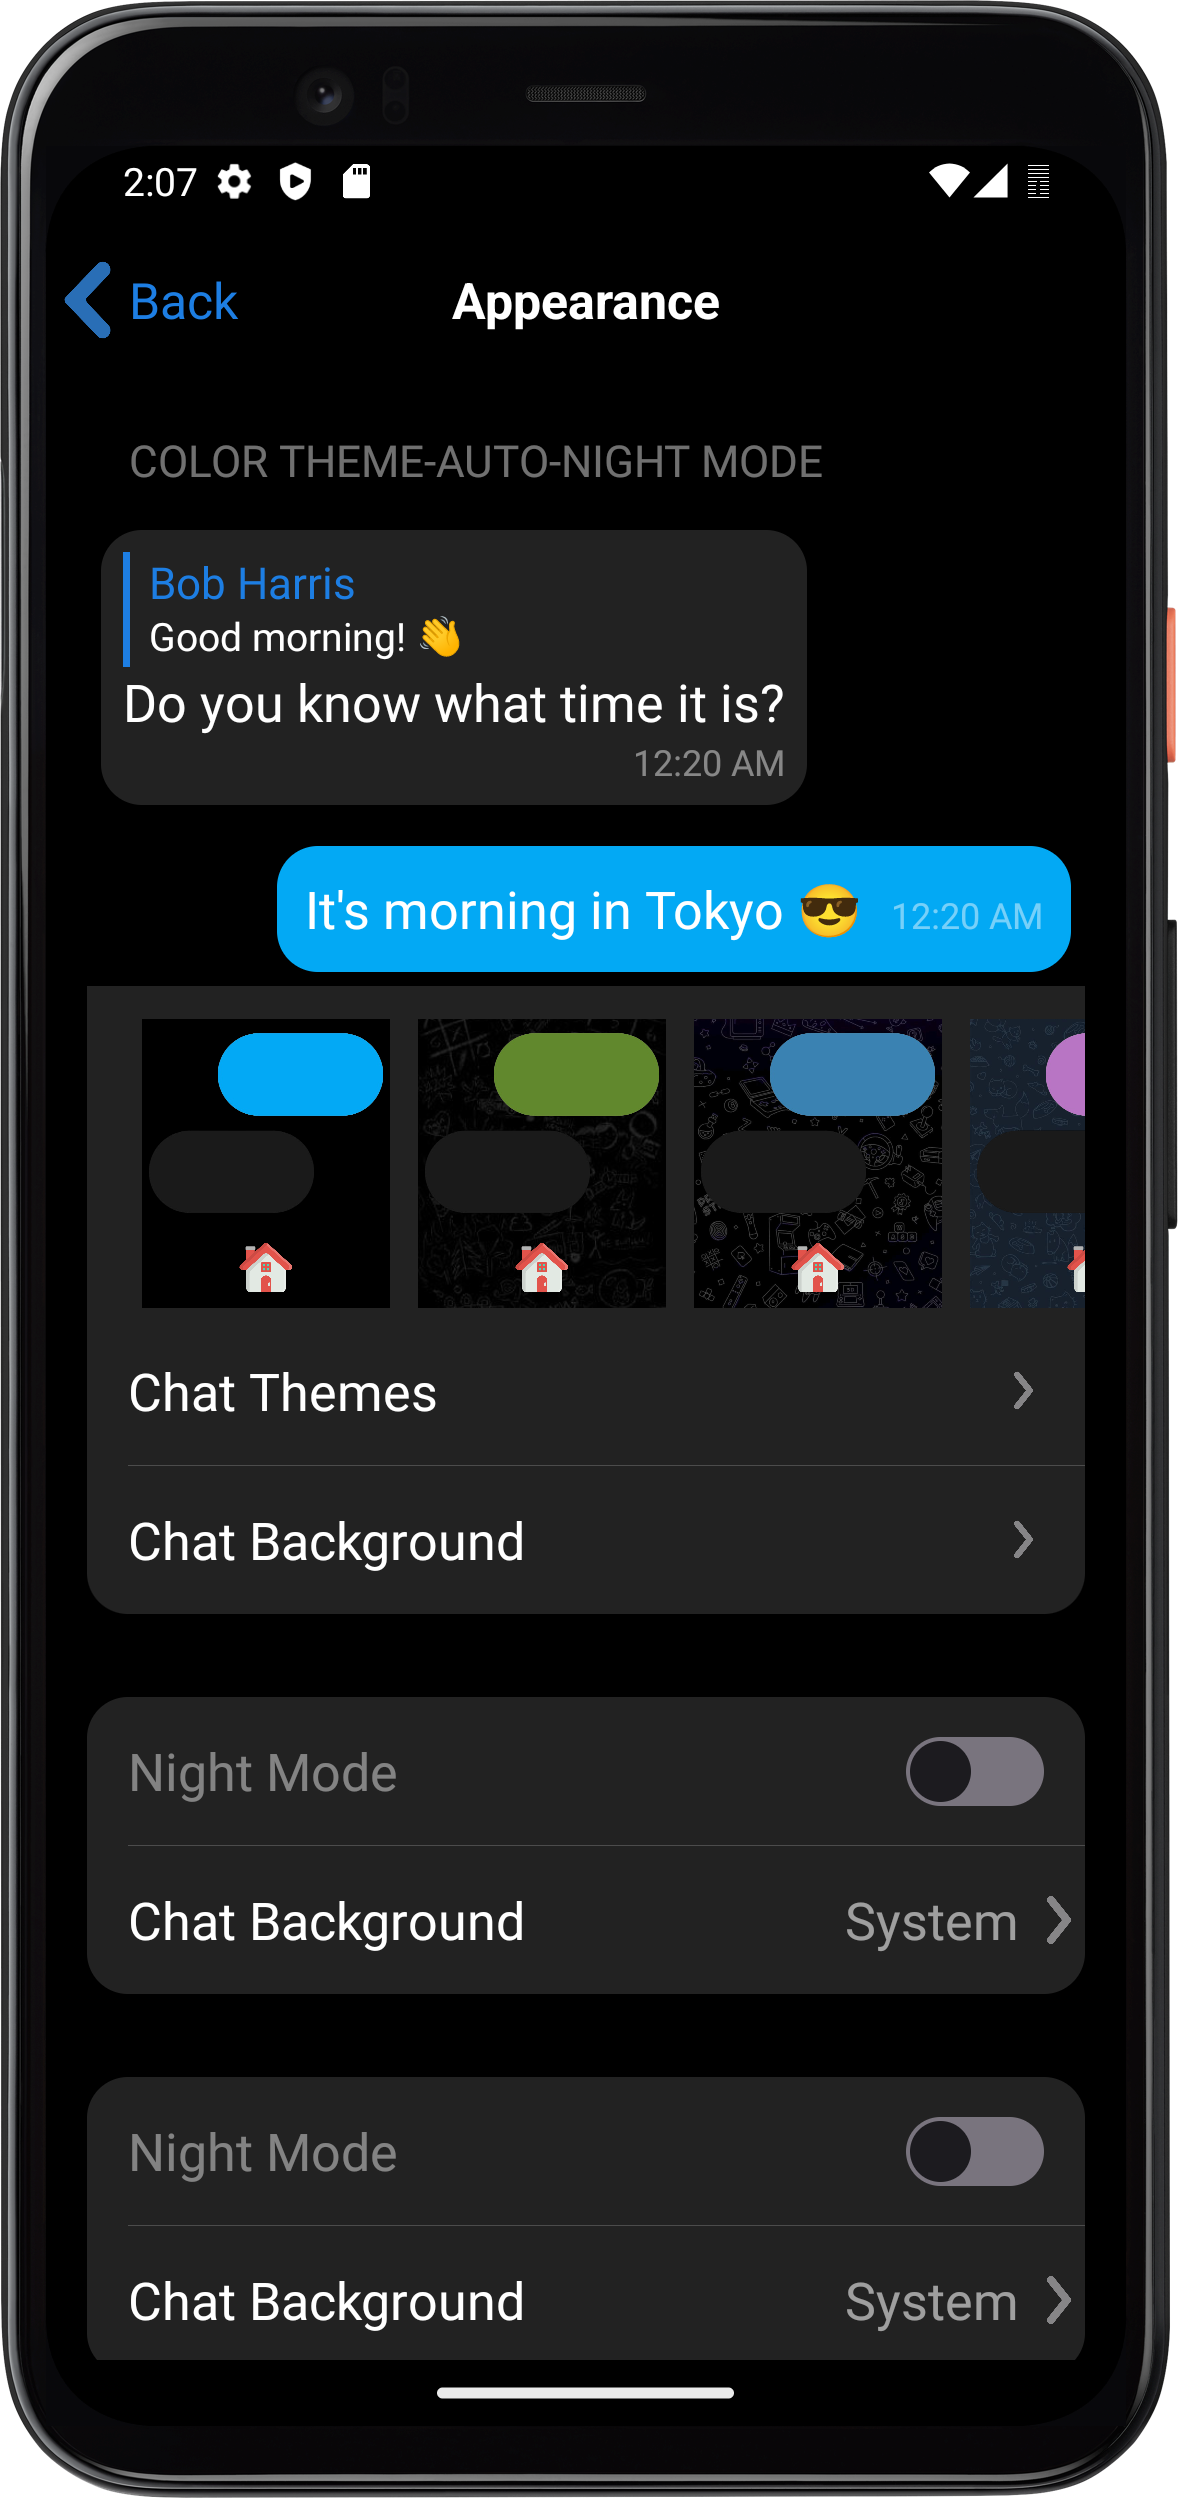 2:07
Back
Appearance
COLOR THEME-AUTO-NIGHT MODE
Bob Harris
Good morning! 👋
Do you know what time it is?
12:20 AM
It's morning in Tokyo 😎 12:20 AM
Chat Themes
Chat Background
Night Mode
Chat Background System
Night Mode
Chat Background System